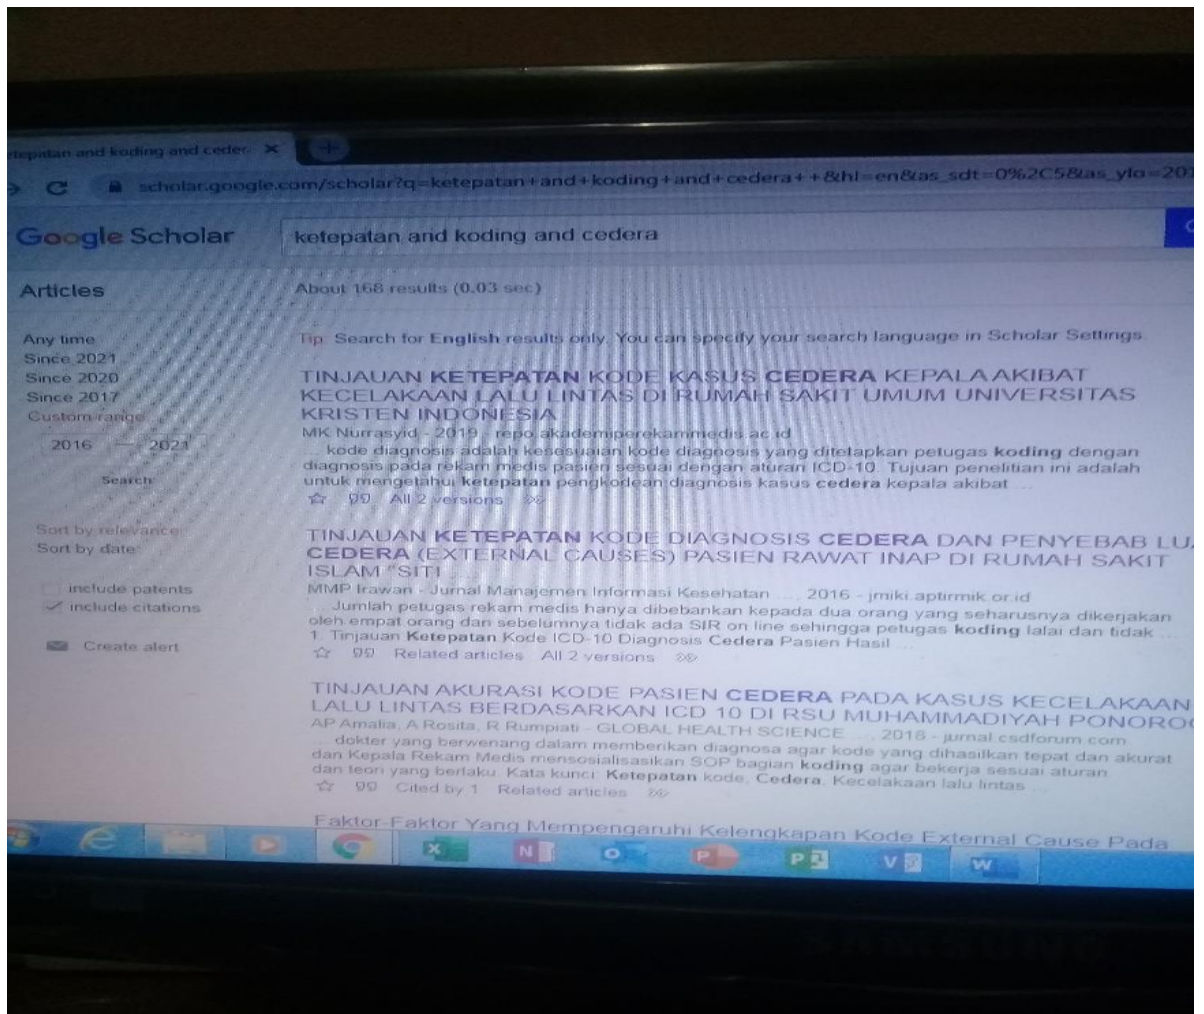 and koding and ceder
scholar.google.com/scholar?q=ketepatan+and+koding+and+cedera++&hl=en&as_sdt=0%2C5&as_ylo=201
Google Scholar
ketepatan and koding and cedera
Articles
About 168 results (0.03 sec)
Any time
Since 2021
Since 2020
Since 2017
Custom range
2016 — 2021
Search
Sort by relevance
Sort by date
include patents
include citations
Create alert
Tip: Search for English results only. You can specify your search language in Scholar Settings.
TINJAUAN KETEPATAN KODE KASUS CEDERA KEPALA AKIBAT
KECELAKAAN LALU LINTAS DI RUMAH SAKIT UMUM UNIVERSITAS
KRISTEN INDONESIA
MK Nurrasyid - 2019 - repo.akademiperekammedis.ac.id
... kode diagnosis adalah kesesuaian kode diagnosis yang ditetapkan petugas koding dengan
diagnosis pada rekam medis pasien sesuai dengan aturan ICD-10. Tujuan penelitian ini adalah
untuk mengetahui ketepatan pengkodean diagnosis kasus cedera kepala akibat ...
All 2 versions
TINJAUAN KETEPATAN KODE DIAGNOSIS CEDERA DAN PENYEBAB LU
CEDERA (EXTERNAL CAUSES) PASIEN RAWAT INAP DI RUMAH SAKIT
ISLAM "SITI ...
MMP Irawan - Jurnal Manajemen Informasi Kesehatan ..., 2016 - jmiki.aptirmik.or.id
... Jumlah petugas rekam medis hanya dibebankan kepada dua orang yang seharusnya dikerjakan
oleh empat orang dan sebelumnya tidak ada SIR on line sehingga petugas koding lalai dan tidak ...
1. Tinjauan Ketepatan Kode ICD-10 Diagnosis Cedera Pasien Hasil ...
Related articles All 2 versions
TINJAUAN AKURASI KODE PASIEN CEDERA PADA KASUS KECELAKAAN
LALU LINTAS BERDASARKAN ICD 10 DI RSU MUHAMMADIYAH PONOROG
AP Amalia, A Rosita, R Rumpiati - GLOBAL HEALTH SCIENCE ..., 2018 - jurnal.csdforum.com
... dokter yang berwenang dalam memberikan diagnosa agar kode yang dihasilkan tepat dan akurat
dan Kepala Rekam Medis mensosialisasikan SOP bagian koding agar bekerja sesuai aturan
dan teori yang berlaku. Kata kunci: Ketepatan kode, Cedera, Kecelakaan lalu lintas ...
Cited by 1 Related articles
Faktor-Faktor Yang Mempengaruhi Kelengkapan Kode External Cause Pada
SAMSUNG